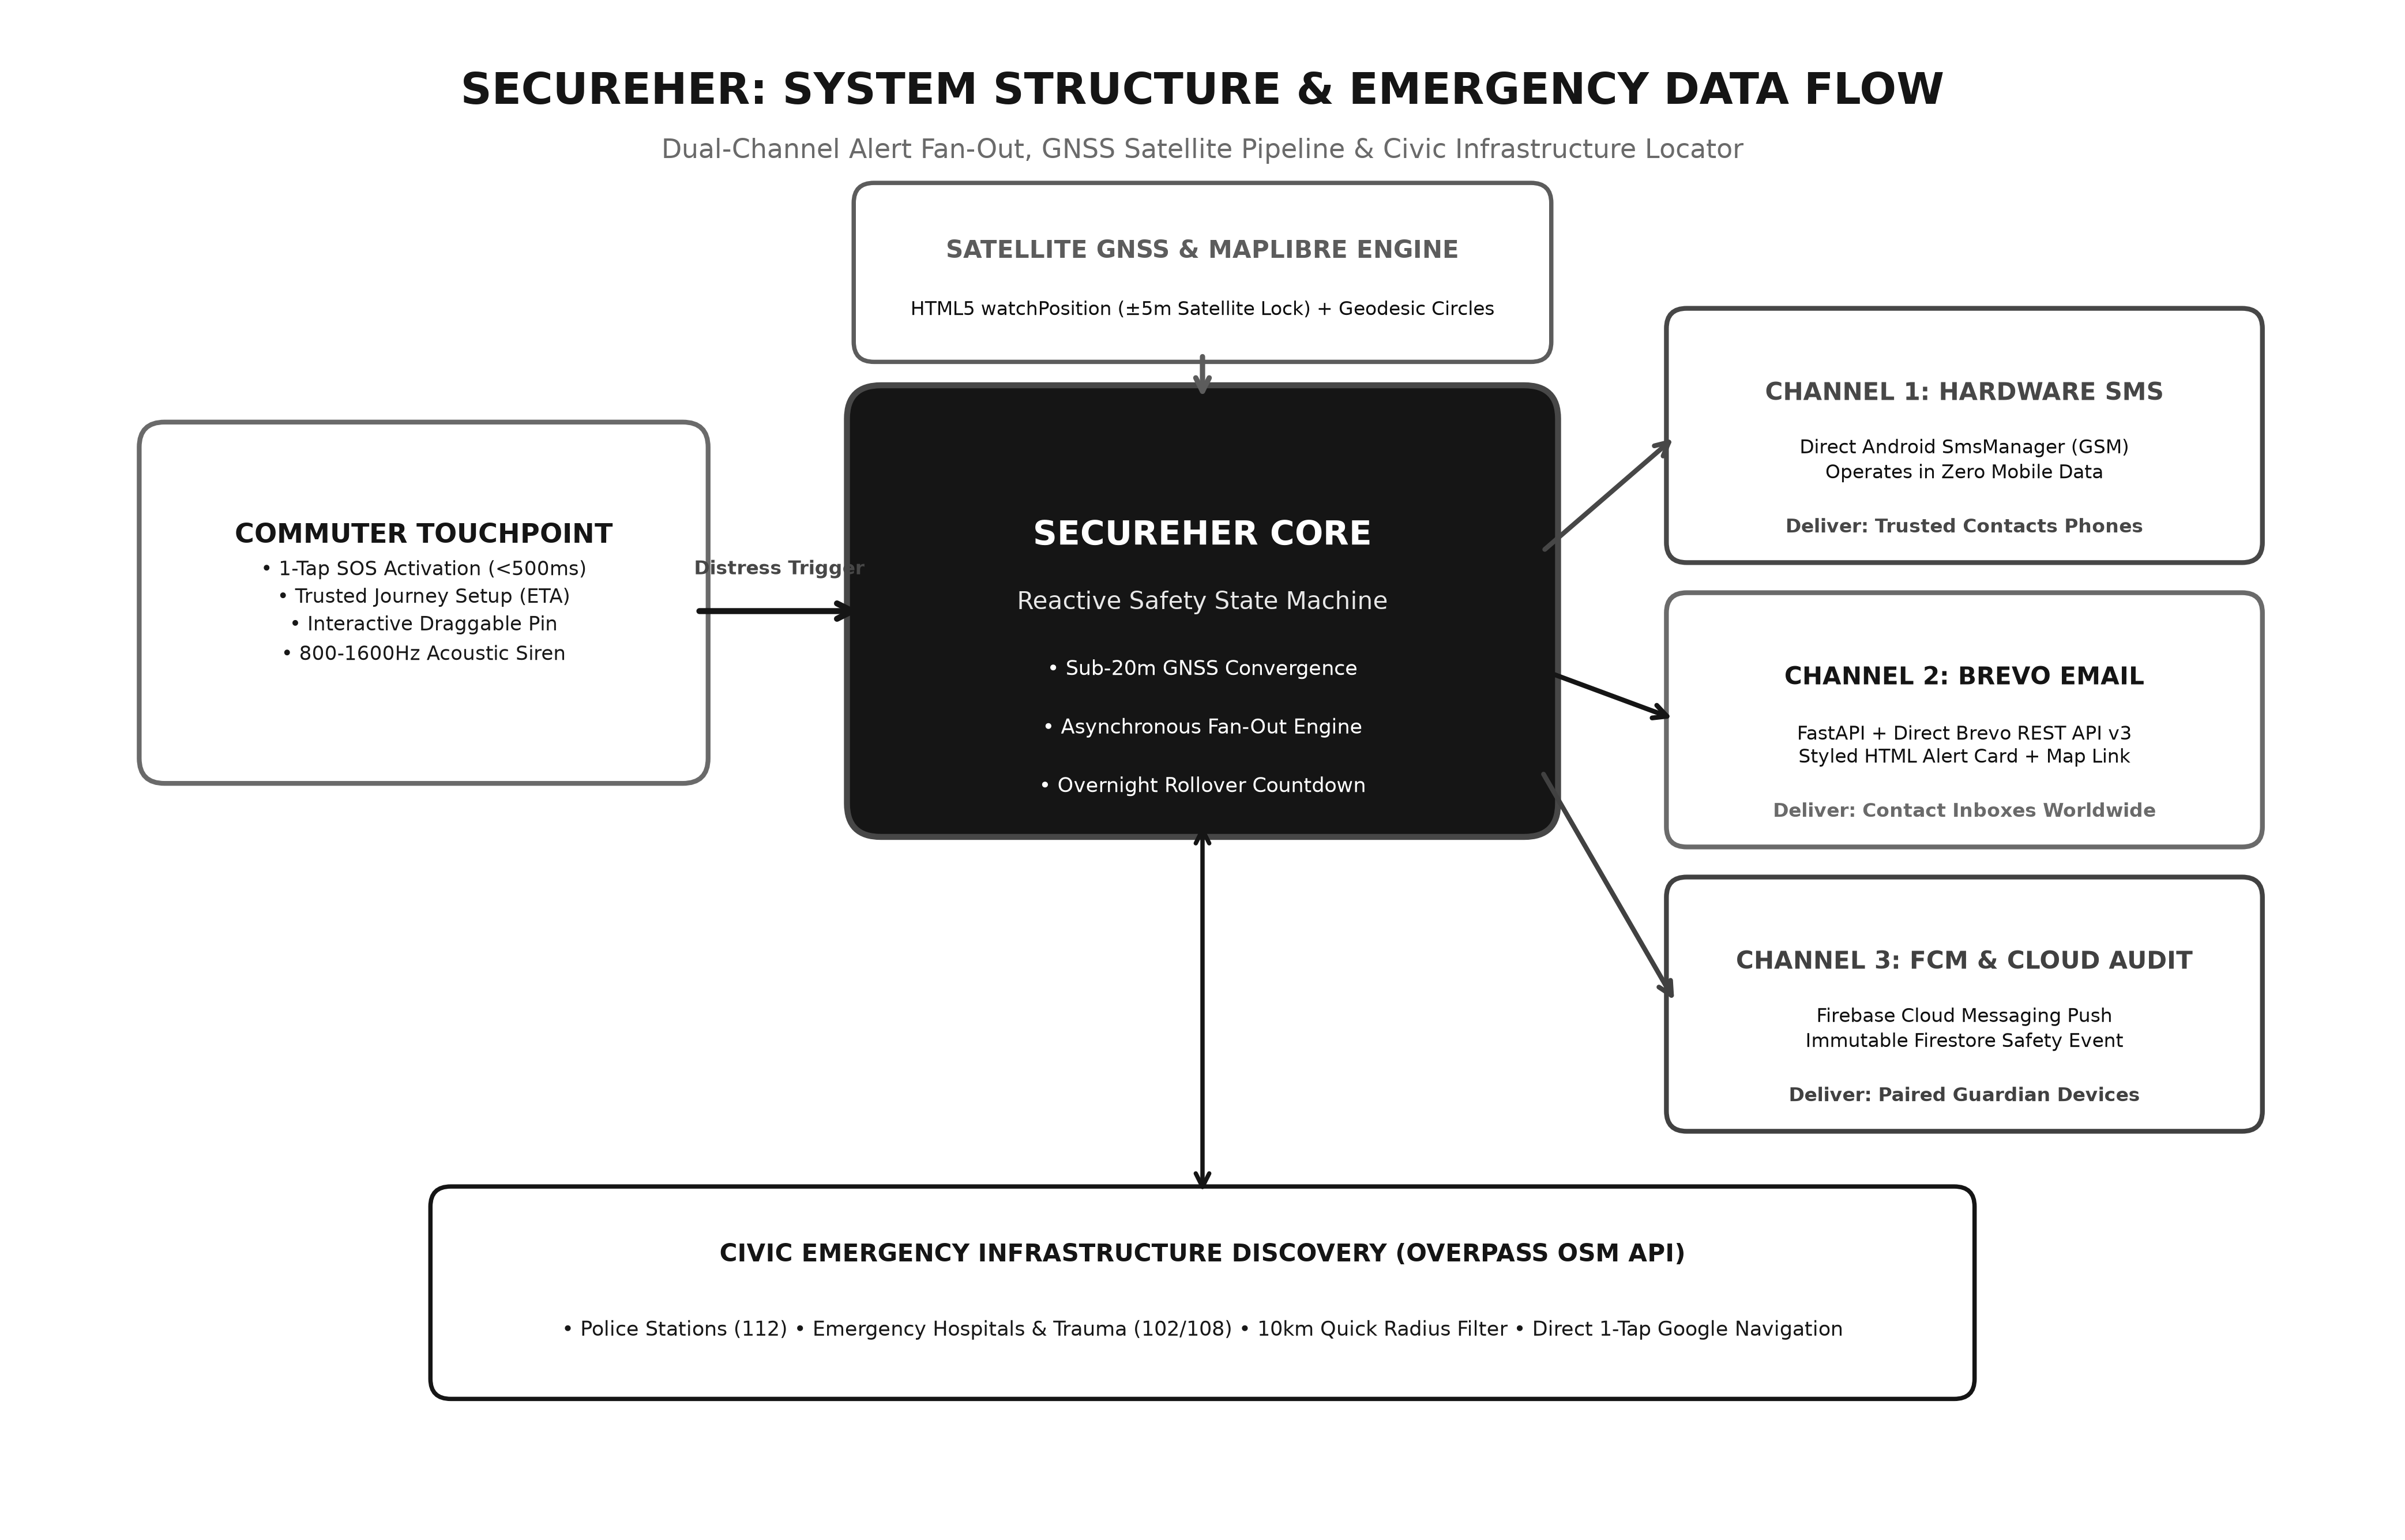 SECUREHER: SYSTEM STRUCTURE & EMERGENCY DATA FLOW
Dual-Channel Alert Fan-Out, GNSS Satellite Pipeline & Civic Infrastructure Locator
SATELLITE GNSS & MAPLIBRE ENGINE
HTML5 watchPosition (±5m Satellite Lock) + Geodesic Circles
COMMUTER TOUCHPOINT
• 1-Tap SOS Activation (<500ms)
• Trusted Journey Setup (ETA)
• Interactive Draggable Pin
• 800-1600Hz Acoustic Siren
Distress Trigger
SECUREHER CORE
Reactive Safety State Machine
• Sub-20m GNSS Convergence
• Asynchronous Fan-Out Engine
• Overnight Rollover Countdown
CHANNEL 1: HARDWARE SMS
Direct Android SmsManager (GSM)
Operates in Zero Mobile Data
Deliver: Trusted Contacts Phones
CHANNEL 2: BREVO EMAIL
FastAPI + Direct Brevo REST API v3
Styled HTML Alert Card + Map Link
Deliver: Contact Inboxes Worldwide
CHANNEL 3: FCM & CLOUD AUDIT
Firebase Cloud Messaging Push
Immutable Firestore Safety Event
Deliver: Paired Guardian Devices
CIVIC EMERGENCY INFRASTRUCTURE DISCOVERY (OVERPASS OSM API)
• Police Stations (112) • Emergency Hospitals & Trauma (102/108) • 10km Quick Radius Filter • Direct 1-Tap Google Navigation